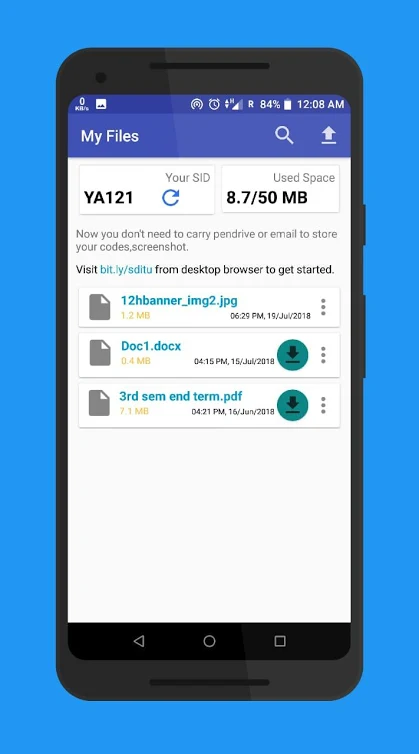 0
KB/s
H
R 84% 12:08 AM
My Files
Your SID
YA121
Used Space
8.7/50 MB
Now you don't need to carry pendrive or email to store
your codes,screenshot.
Visit bit.ly/sditu from desktop browser to get started.
12hbanner_img2.jpg
1.2 MB
06:29 PM, 19/Jul/2018
Doc1.docx
0.4 MB
04:15 PM, 15/Jul/2018
3rd sem end term.pdf
7.1 MB
04:21 PM, 16/Jun/2018